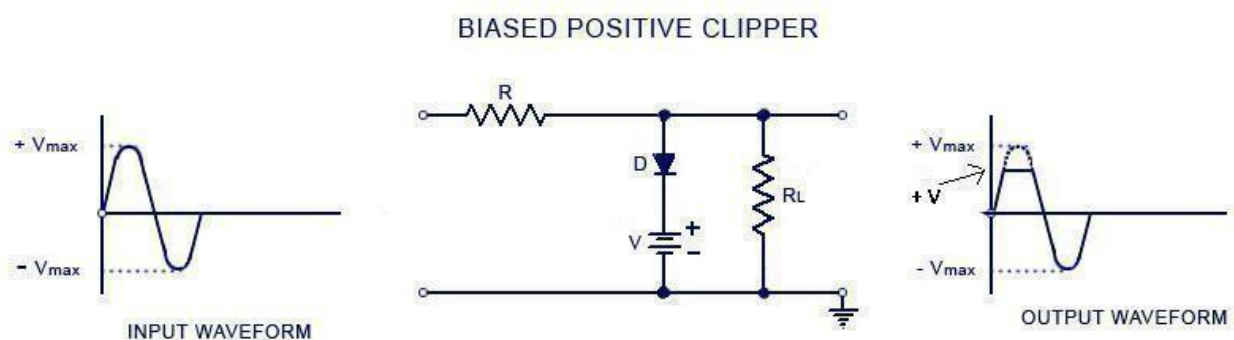 BIASED POSITIVE CLIPPER
+ Vmax
- Vmax
INPUT WAVEFORM
R
D
V
+
-
RL
+ Vmax
+ V
- Vmax
OUTPUT WAVEFORM